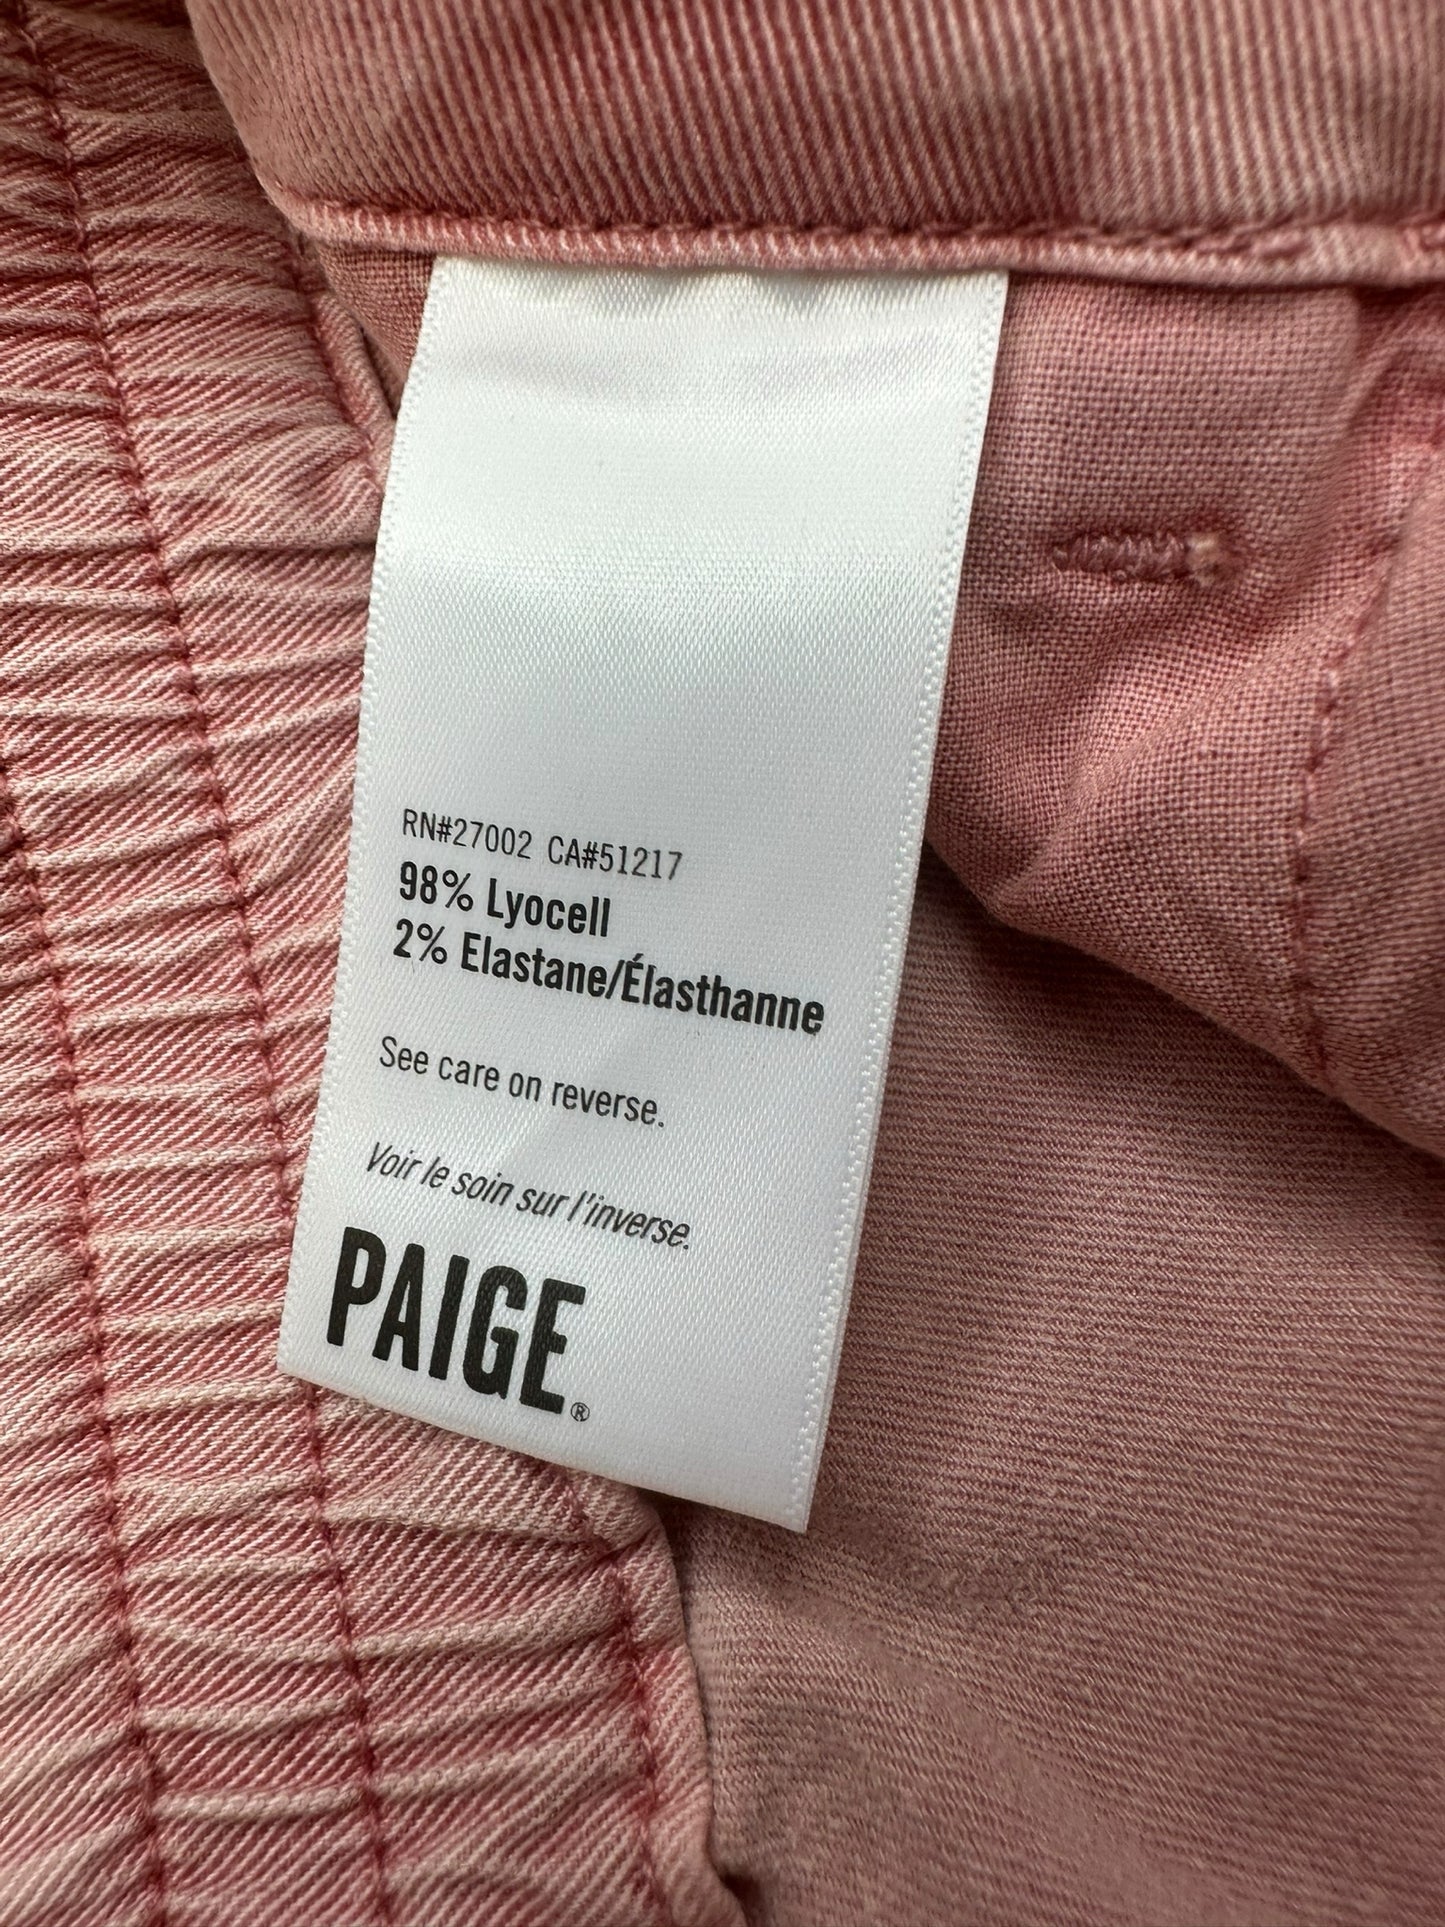 RN#27002 CA#51217
98% Lyocell
2% Elastane/Élasthanne
See care on reverse.
Voir le soin sur l'inverse.
PAIGE®